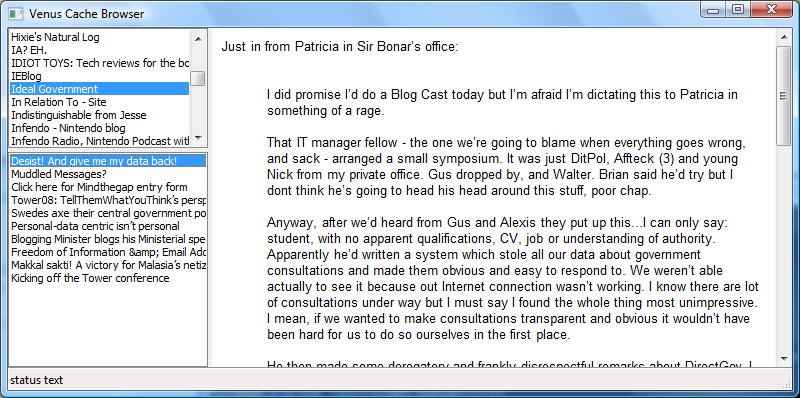 Venus Cache Browser
Hixie's Natural Log
IA? EH.
IDIOT TOYS: Tech reviews for the bo
IEBlog
Ideal Government
In Relation To - Site
Indistinguishable from Jesse
Infendo - Nintendo blog
Infendo Radio, Nintendo Podcast with
Desist! And give me my data back!
Muddled Messages?
Click here for Mindthegap entry form
Tower08: TellThemWhatYouThink's persp
Swedes axe their central government po
Personal-data centric isn't personal
Blogging Minister blogs his Ministerial spe
Freedom of Information &amp; Email Add
Makkal sakti! A victory for Malasia's netiz
Kicking off the Tower conference
Just in from Patricia in Sir Bonar's office:
I did promise I'd do a Blog Cast today but I'm afraid I'm dictating this to Patricia in
something of a rage.
That IT manager fellow - the one we're going to blame when everything goes wrong,
and sack - arranged a small symposium. It was just DitPol, Affteck (3) and young
Nick from my private office. Gus dropped by, and Walter. Brian said he'd try but I
dont think he's going to head his head around this stuff, poor chap.
Anyway, after we'd heard from Gus and Alexis they put up this...I can only say:
student, with no apparent qualifications, CV, job or understanding of authority.
Apparently he'd written a system which stole all our data about government
consultations and made them obvious and easy to respond to. We weren't able
actually to see it because out Internet connection wasn't working. I know there are lot
of consultations under way but I must say I found the whole thing most unimpressive.
I mean, if we wanted to make consultations transparent and obvious it wouldn't have
been hard for us to do so ourselves in the first place.
He then made some derogatory and frankly disrespectful remarks about DirectGov. I
status text